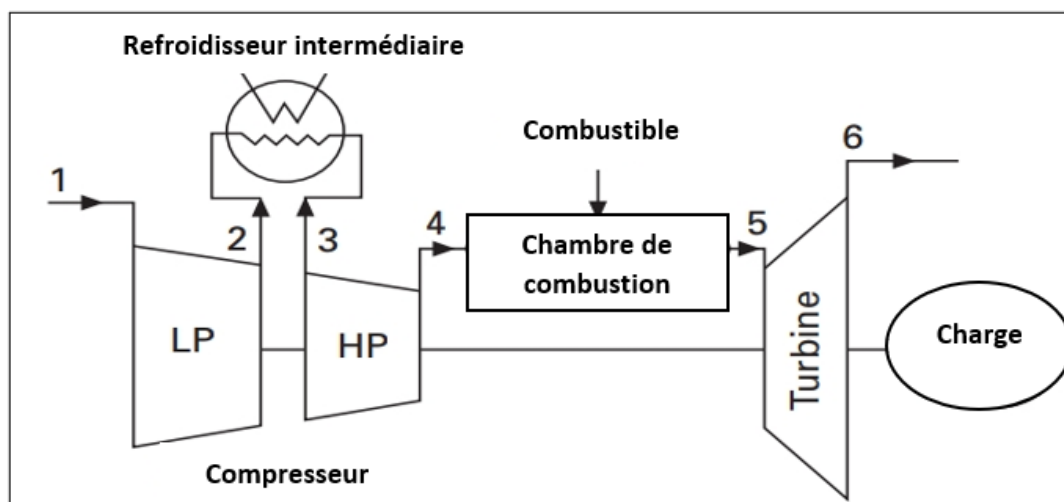 Refroidisseur intermédiaire
Combustible
6
1
2
3
4
5
Chambre de
combustion
LP
HP
Turbine
Charge
Compresseur